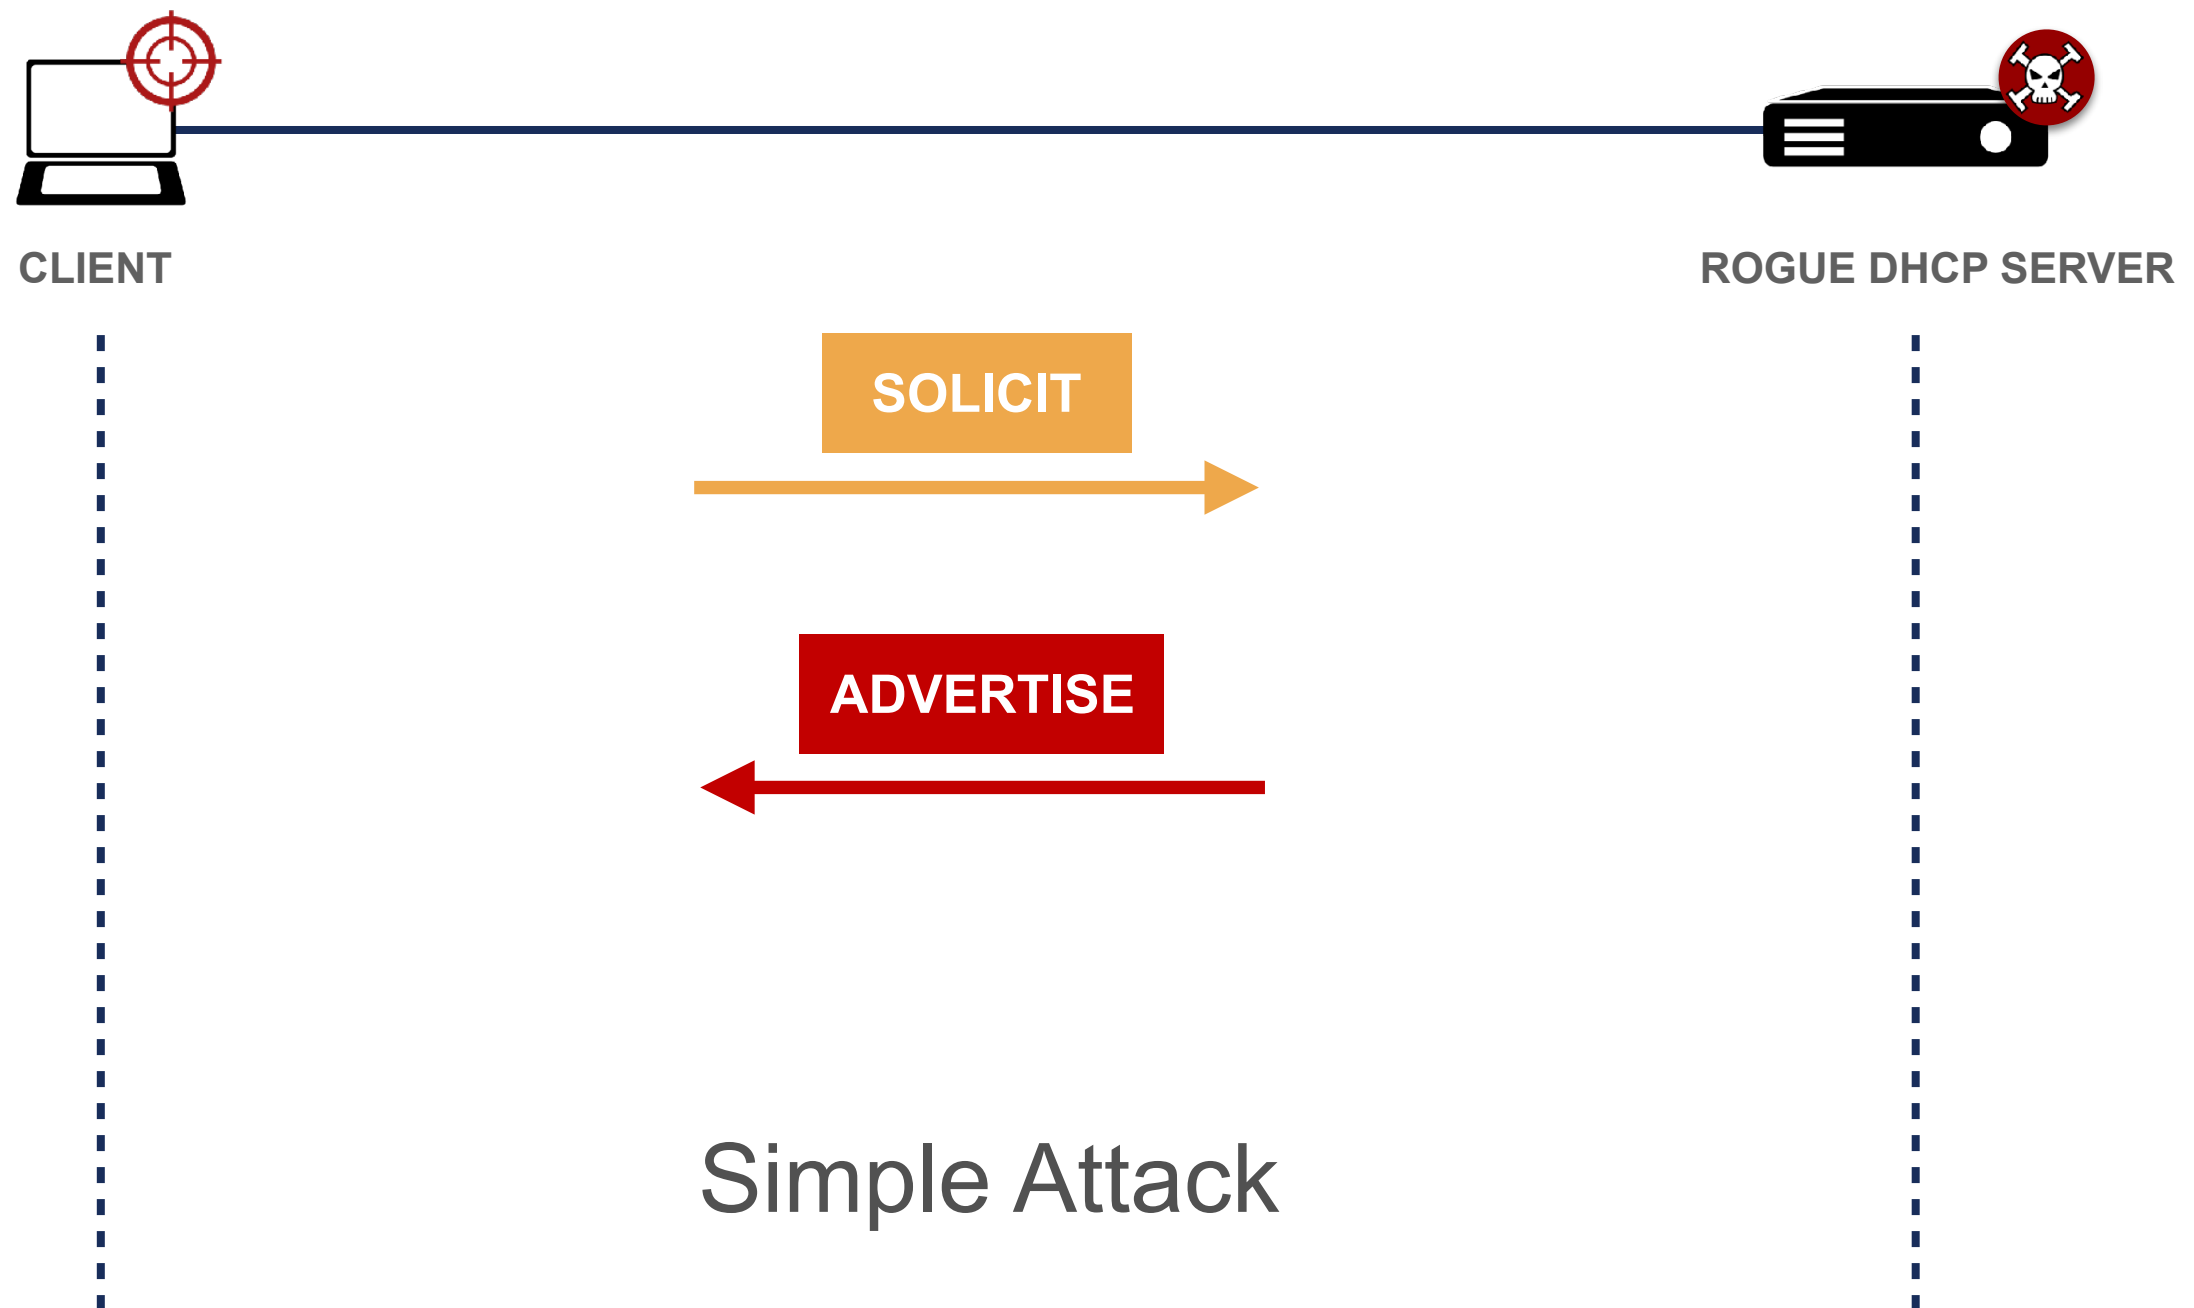 CLIENT
ROGUE DHCP SERVER
SOLICIT
ADVERTISE
Simple Attack